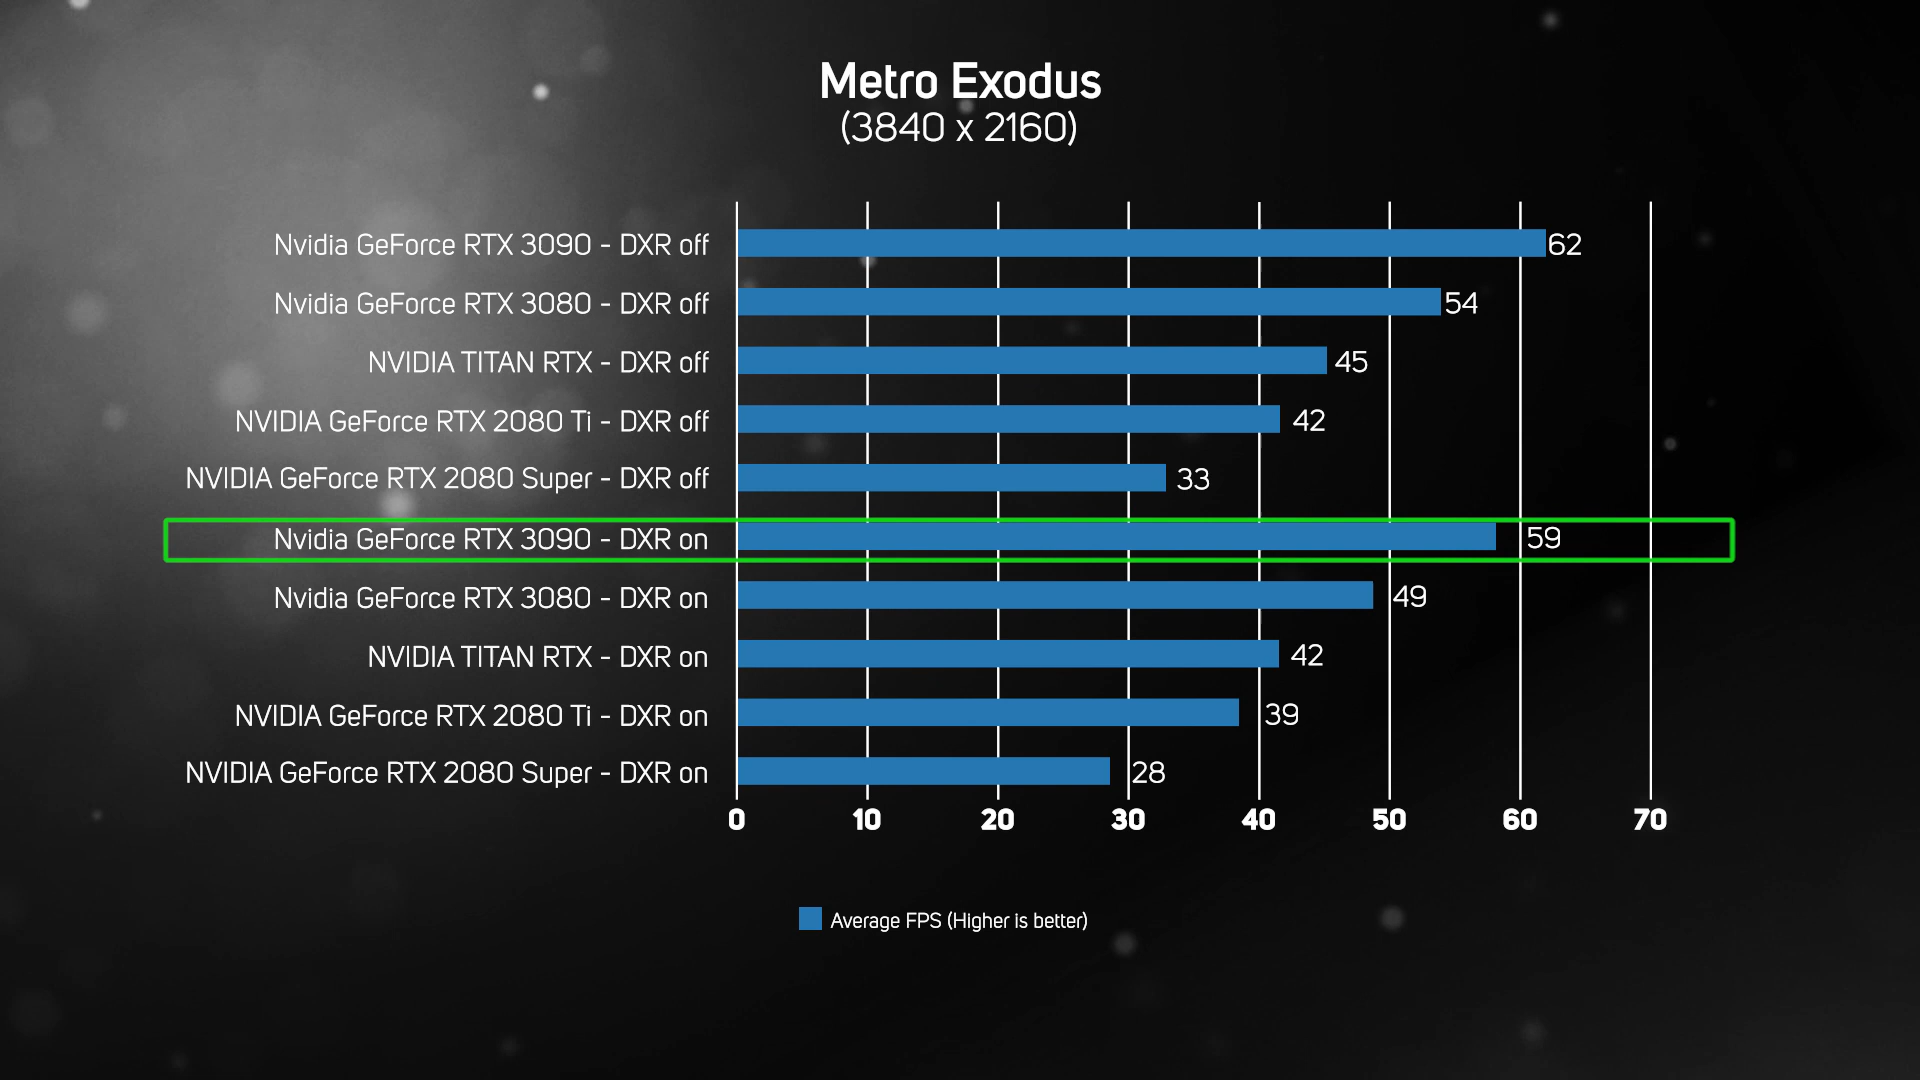 Metro Exodus
(3840 x 2160)
Nvidia GeForce RTX 3090 - DXR off 62
Nvidia GeForce RTX 3080 - DXR off 54
NVIDIA TITAN RTX - DXR off 45
NVIDIA GeForce RTX 2080 Ti - DXR off 42
NVIDIA GeForce RTX 2080 Super - DXR off 33
Nvidia GeForce RTX 3090 - DXR on 59
Nvidia GeForce RTX 3080 - DXR on 49
NVIDIA TITAN RTX - DXR on 42
NVIDIA GeForce RTX 2080 Ti - DXR on 39
NVIDIA GeForce RTX 2080 Super - DXR on 28
0 10 20 30 40 50 60 70
Average FPS (Higher is better)